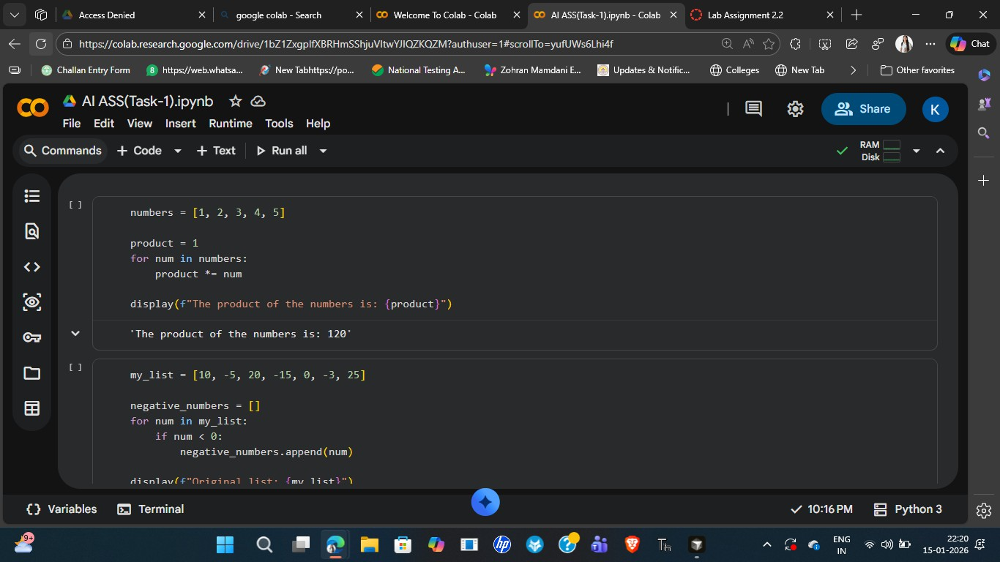 Access Denied
google colab - Search
Welcome To Colab - Colab
AI ASS(Task-1).ipynb - Colab
Lab Assignment 2.2
https://colab.research.google.com/drive/1bZ1ZxgplfXBRHmSShjuVltwYJlQZKQZM?authuser=1#scrollTo=yufUWs6Lhi4f
Chat
Challan Entry Form
https://web.whatsa...
New Tabhttps://po...
National Testing A...
Zohran Mamdani E...
Updates & Notific...
Colleges
New Tab
Other favorites
AI ASS(Task-1).ipynb
Share
K
File Edit View Insert Runtime Tools Help
Commands + Code + Text Run all
RAM
Disk
[ ]
numbers = [1, 2, 3, 4, 5]
product = 1
for num in numbers:
    product *= num
display(f"The product of the numbers is: {product}")
'The product of the numbers is: 120'
[ ]
my_list = [10, -5, 20, -15, 0, -3, 25]
negative_numbers = []
for num in my_list:
    if num < 0:
        negative_numbers.append(num)
display(f"Original list: {my_list}")
{} Variables
Terminal
10:16 PM
Python 3
9+
hp
ENG
IN
22:20
15-01-2026